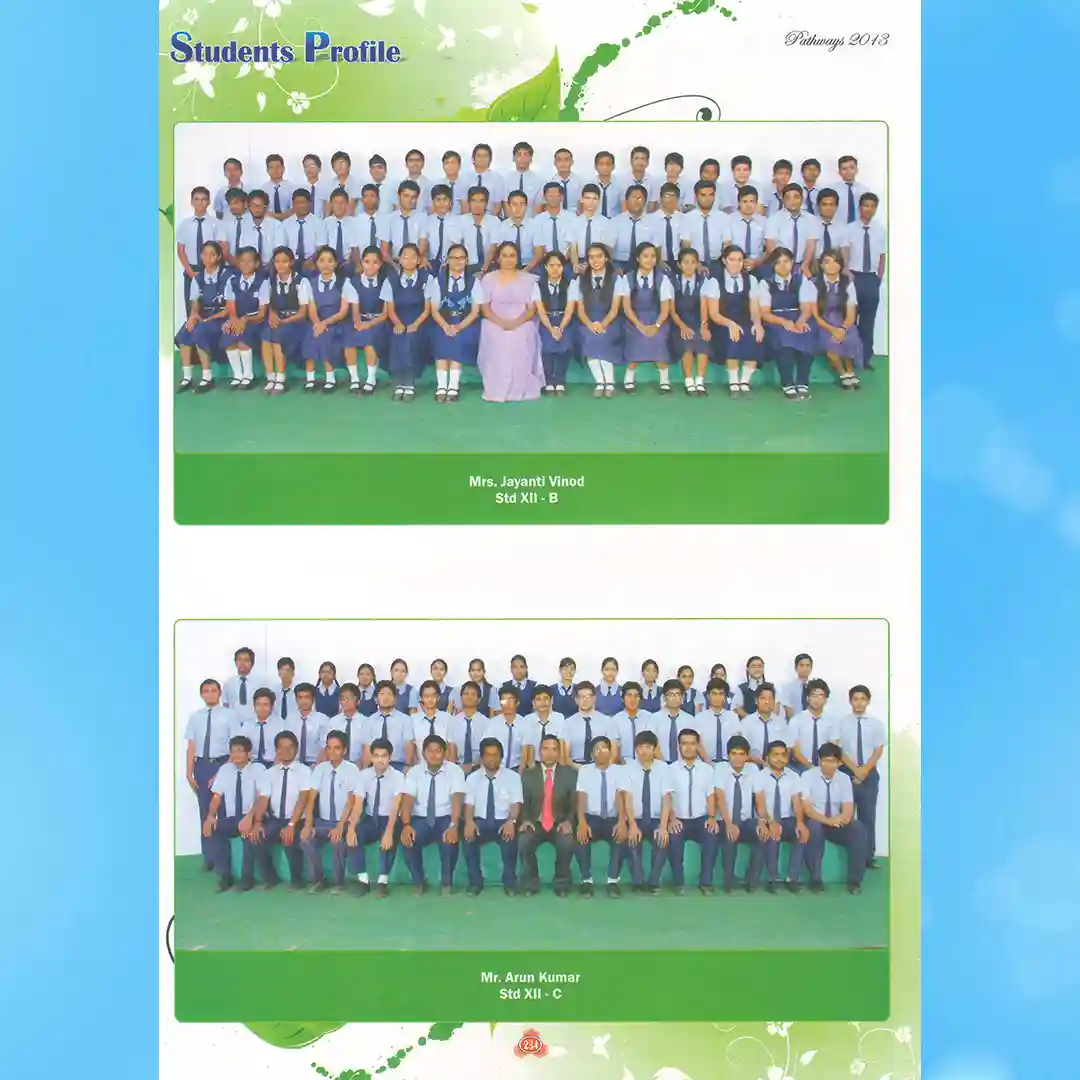 Students Profile
Pathways 2013
Mrs. Jayanti Vinod
Std XII - B
Mr. Arun Kumar
Std XII - C
234